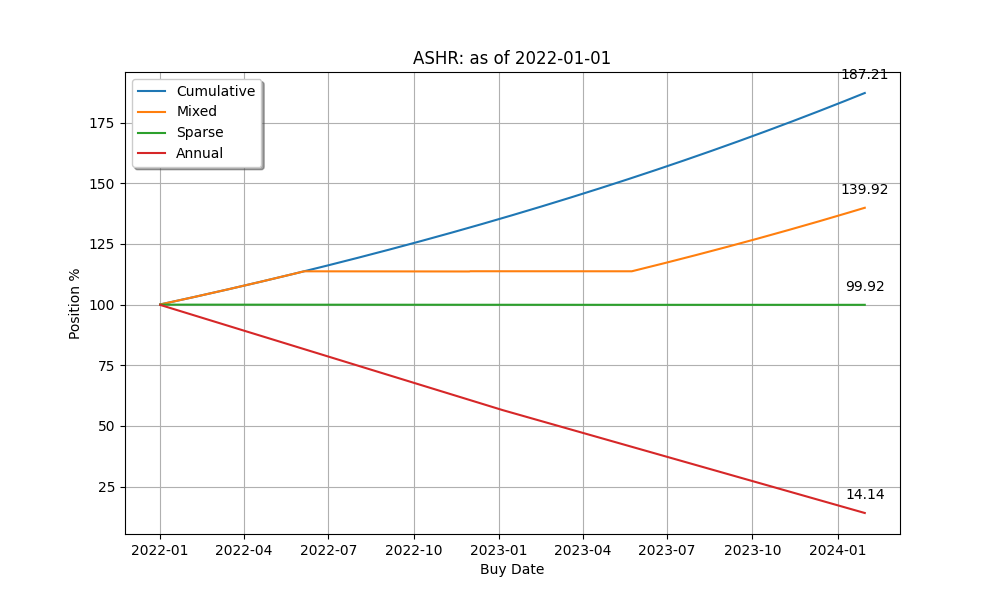 ASHR: as of 2022-01-01
Cumulative
Mixed
Sparse
Annual
187.21
139.92
99.92
14.14
175
150
125
100
75
50
25
Position %
2022-01 2022-04 2022-07 2022-10 2023-01 2023-04 2023-07 2023-10 2024-01
Buy Date